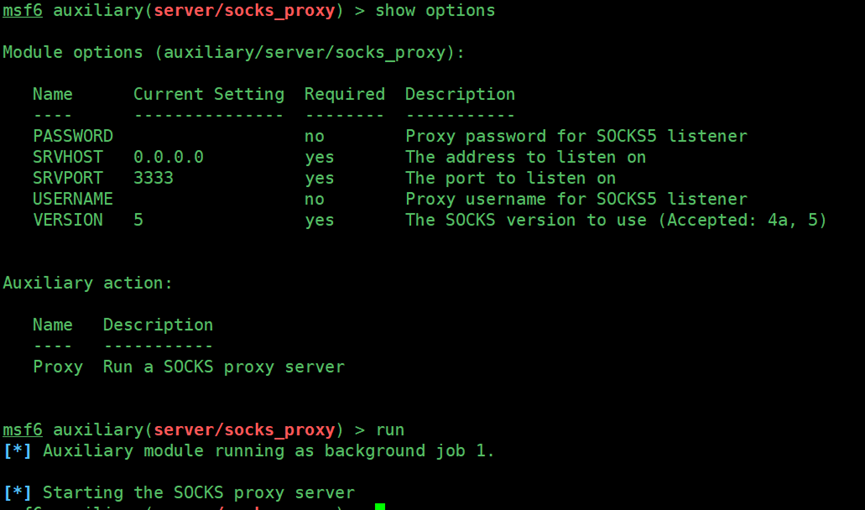 msf6 auxiliary(server/socks_proxy) > show options
Module options (auxiliary/server/socks_proxy):
Name Current Setting Required Description
---- --------------- -------- -----------
PASSWORD no Proxy password for SOCKS5 listener
SRVHOST 0.0.0.0 yes The address to listen on
SRVPORT 3333 yes The port to listen on
USERNAME no Proxy username for SOCKS5 listener
VERSION 5 yes The SOCKS version to use (Accepted: 4a, 5)
Auxiliary action:
Name Description
---- -----------
Proxy Run a SOCKS proxy server
msf6 auxiliary(server/socks_proxy) > run
[*] Auxiliary module running as background job 1.
[*] Starting the SOCKS proxy server